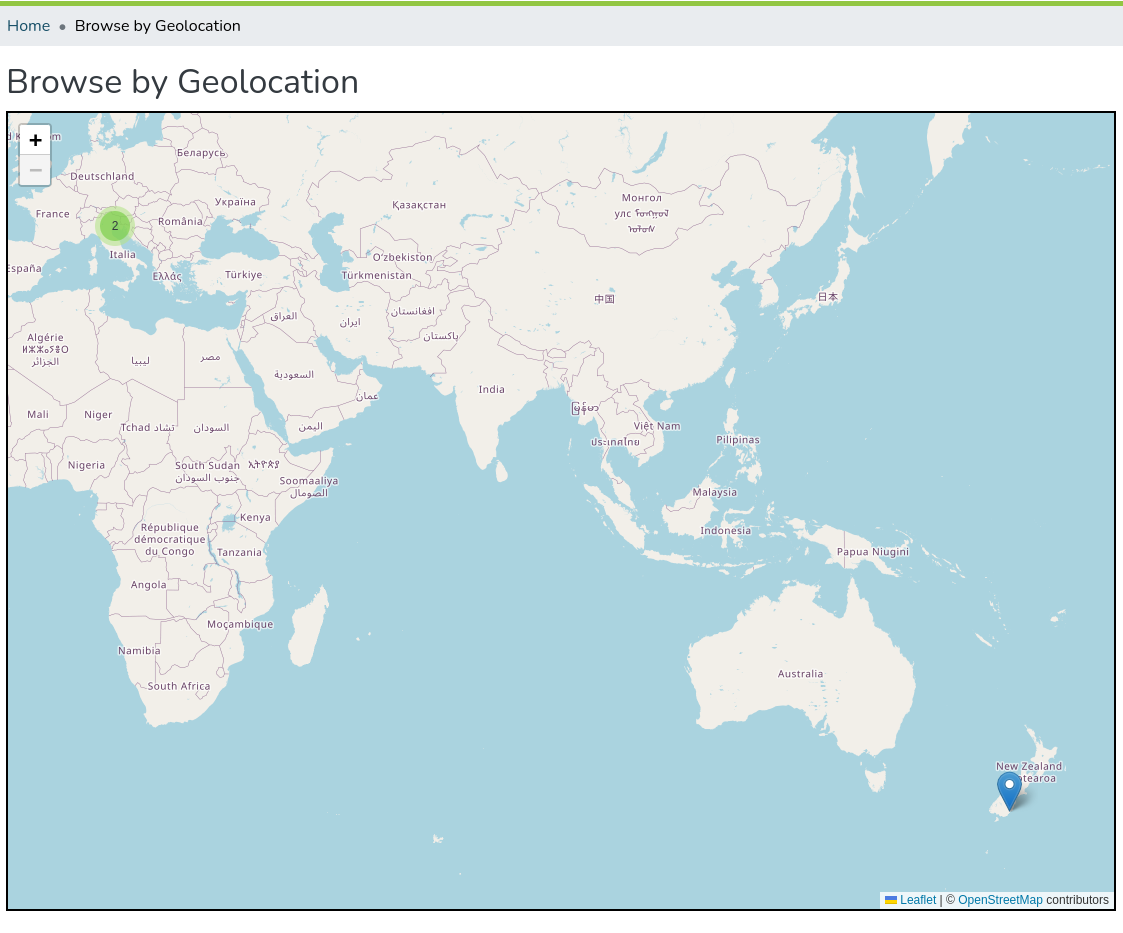 Home • Browse by Geolocation
Browse by Geolocation
+
−
Беларусь
Deutschland
Україна
France
Монгол
улс
Қазақстан
2
România
Italia
España
Ελλάς
Türkiye
Oʻzbekiston
Türkmenistan
中国
日本
العراق
ایران
افغانستان
پاکستان
Algérie
ⵍⵣⵣⴰⵢⴻⵔ
الجزائر
ليبيا
مصر
السعودية
عمان
India
Mali
Niger
Tchad تشاد
السودان
اليمن
မြန်မာ
Việt Nam
ประเทศไทย
Pilipinas
Nigeria
South Sudan
جنوب السودان
ኢትዮጵያ
Soomaaliya
الصومال
Malaysia
Kenya
Indonesia
République
démocratique
du Congo
Tanzania
Papua Niugini
Angola
Moçambique
Namibia
South Africa
Australia
New Zealand
Leaflet | © OpenStreetMap contributors